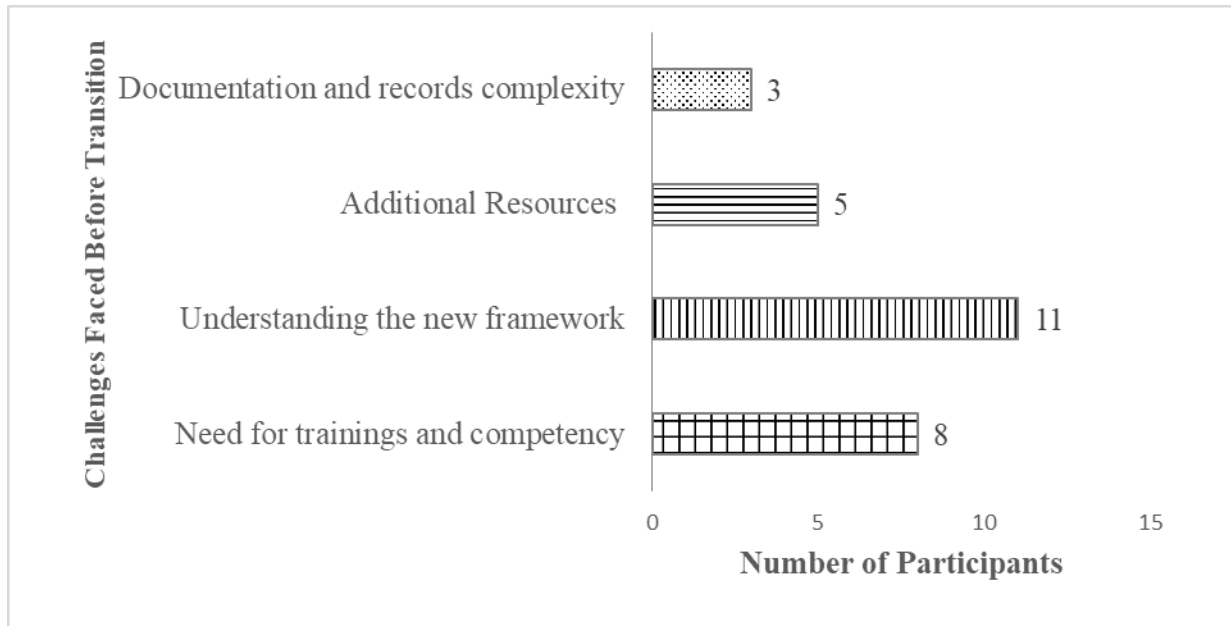 Challenges Faced Before Transition
Documentation and records complexity
3
Additional Resources
5
Understanding the new framework
11
Need for trainings and competency
8
0 5 10 15
Number of Participants